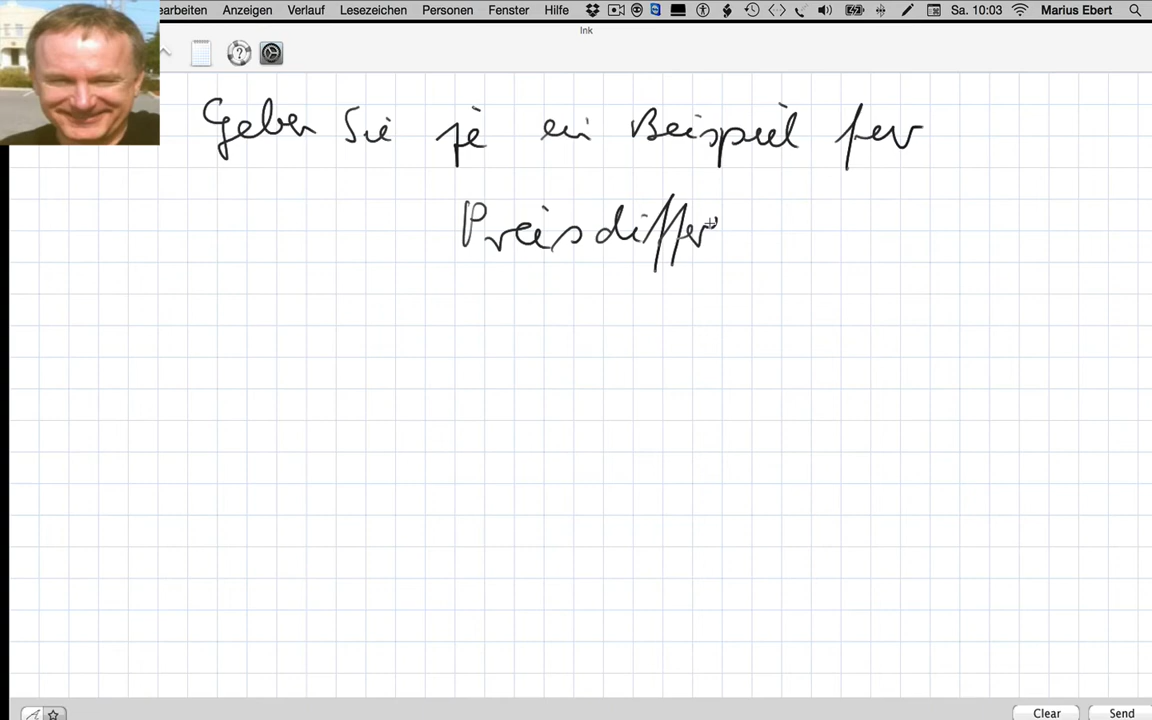 earbeiten Anzeigen Verlauf Lesezeichen Personen Fenster Hilfe Sa. 10:03 Marius Ebert
Ink
Geben Sie je ein Beispiel fer
Preisdiffer
Clear Send